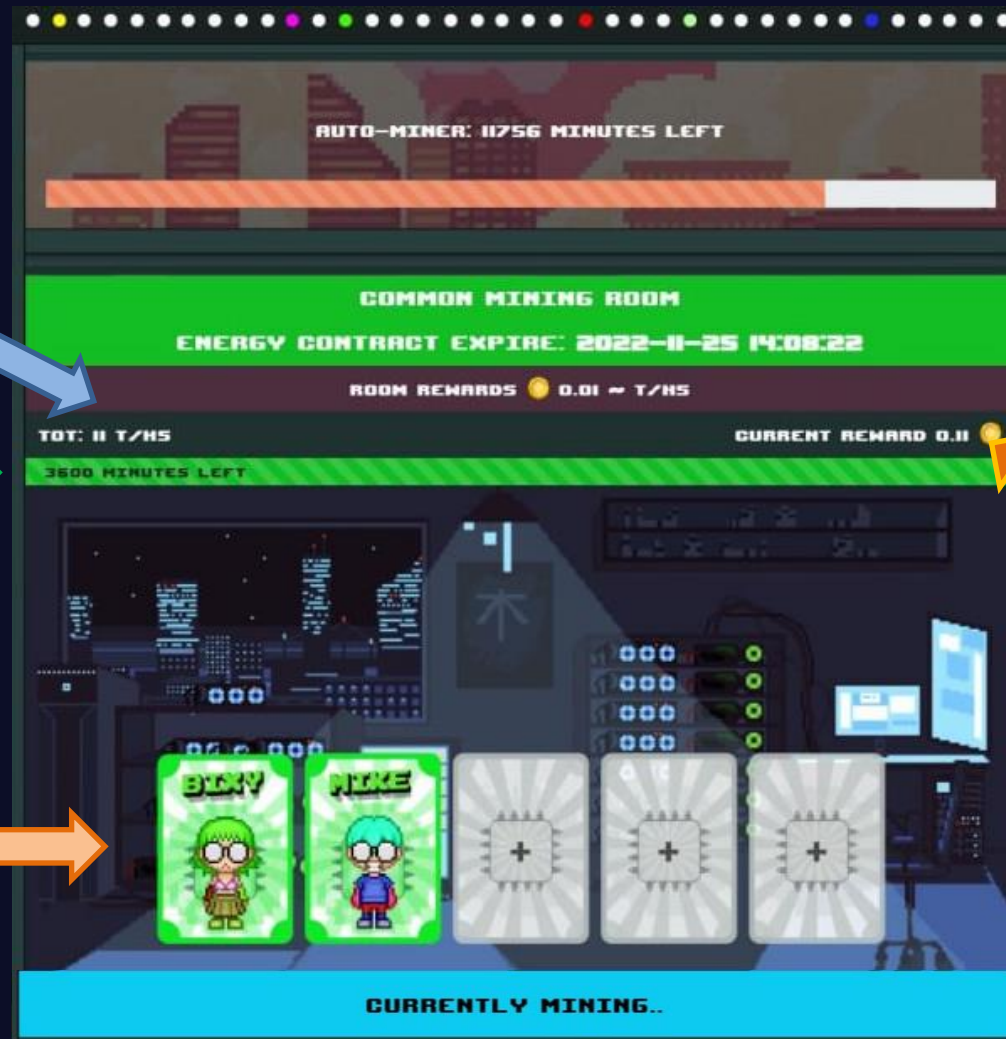 AUTO-MINER: 11756 MINUTES LEFT
COMMON MINING ROOM
ENERGY CONTRACT EXPIRE: 2022-11-25 14:08:22
ROOM REWARDS 0.01 ~ T/HS
TOT: 11 T/HS
CURRENT REWARD 0.11
3600 MINUTES LEFT
木
BIXY
MIKE
+
+
+
CURRENTLY MINING..